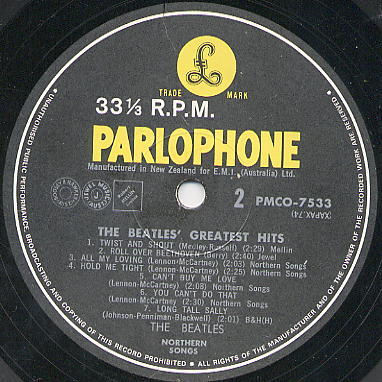 £
TRADE MARK
33⅓ R.P.M.
PARLOPHONE
Manufactured in New Zealand for E.M.I. (Australia) Ltd.
2 PMCO-7533
(XAPAX.74)
THE BEATLES' GREATEST HITS
1. TWIST AND SHOUT (Medley-Russell) (2:29) Mellin
2. ROLL OVER BEETHOVEN (Berry) (2:40) Jewel
3. ALL MY LOVING (Lennon-McCartney) (2:03) Northern Songs
4. HOLD ME TIGHT (Lennon-McCartney) (2:25) Northern Songs
5. CAN'T BUY ME LOVE
(Lennon-McCartney) (2:08) Northern Songs
6. YOU CAN'T DO THAT
(Lennon-McCartney) (2:30) Northern Songs
7. LONG TALL SALLY
(Johnson-Penniman-Blackwell) (2:01) B&H(H)
THE BEATLES
NORTHERN
SONGS
• UNAUTHORISED PUBLIC PERFORMANCE, BROADCASTING AND COPYING OF THIS RECORD PROHIBITED • ALL RIGHTS OF THE MANUFACTURER AND OF THE OWNER OF THE RECORDED WORK ARE RESERVED